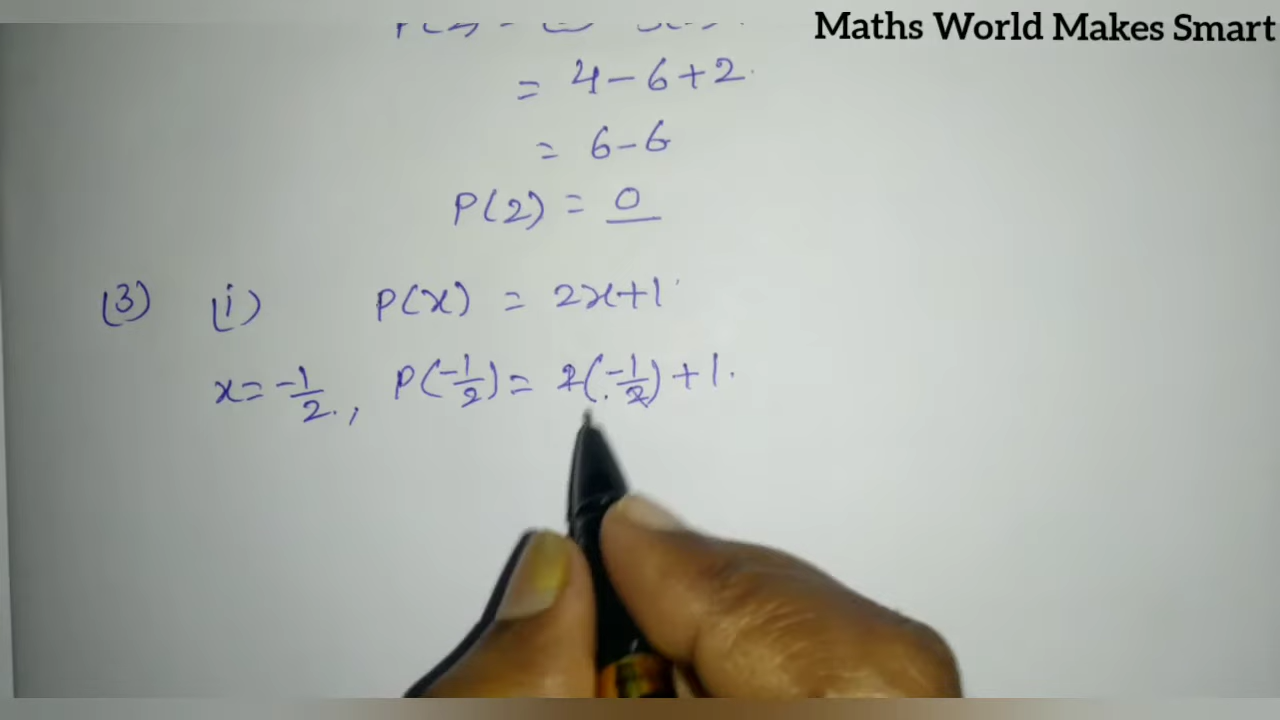 Maths World Makes Smart
= 4-6+2
= 6-6
P(2) = 0
(3) (i) P(x) = 2x+1
x = -1/2, P(-1/2) = 2(-1/2)+1.